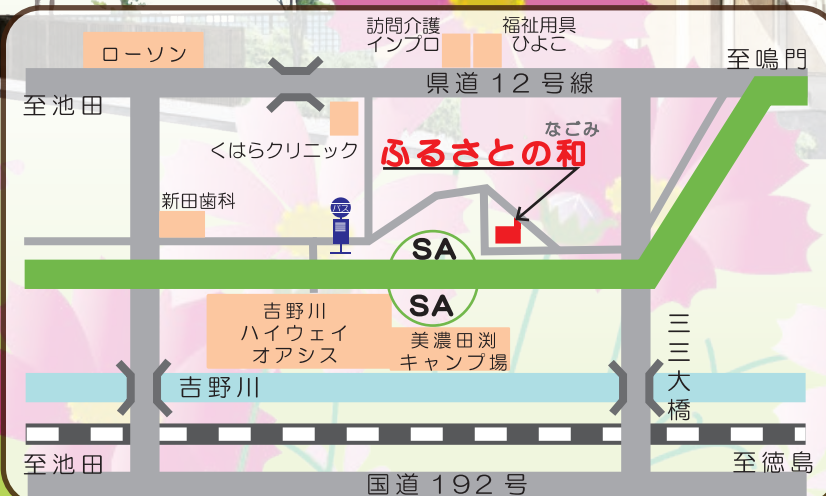 訪問介護
インプロ
福祉用具
ひよこ
ローソン
至鳴門
県道12号線
至池田
くはらクリニック
なごみ
ふるさとの和
新田歯科
バス
SA
SA
吉野川
ハイウェイ
オアシス
美濃田渕
キャンプ場
三三大橋
吉野川
至池田
至徳島
国道192号